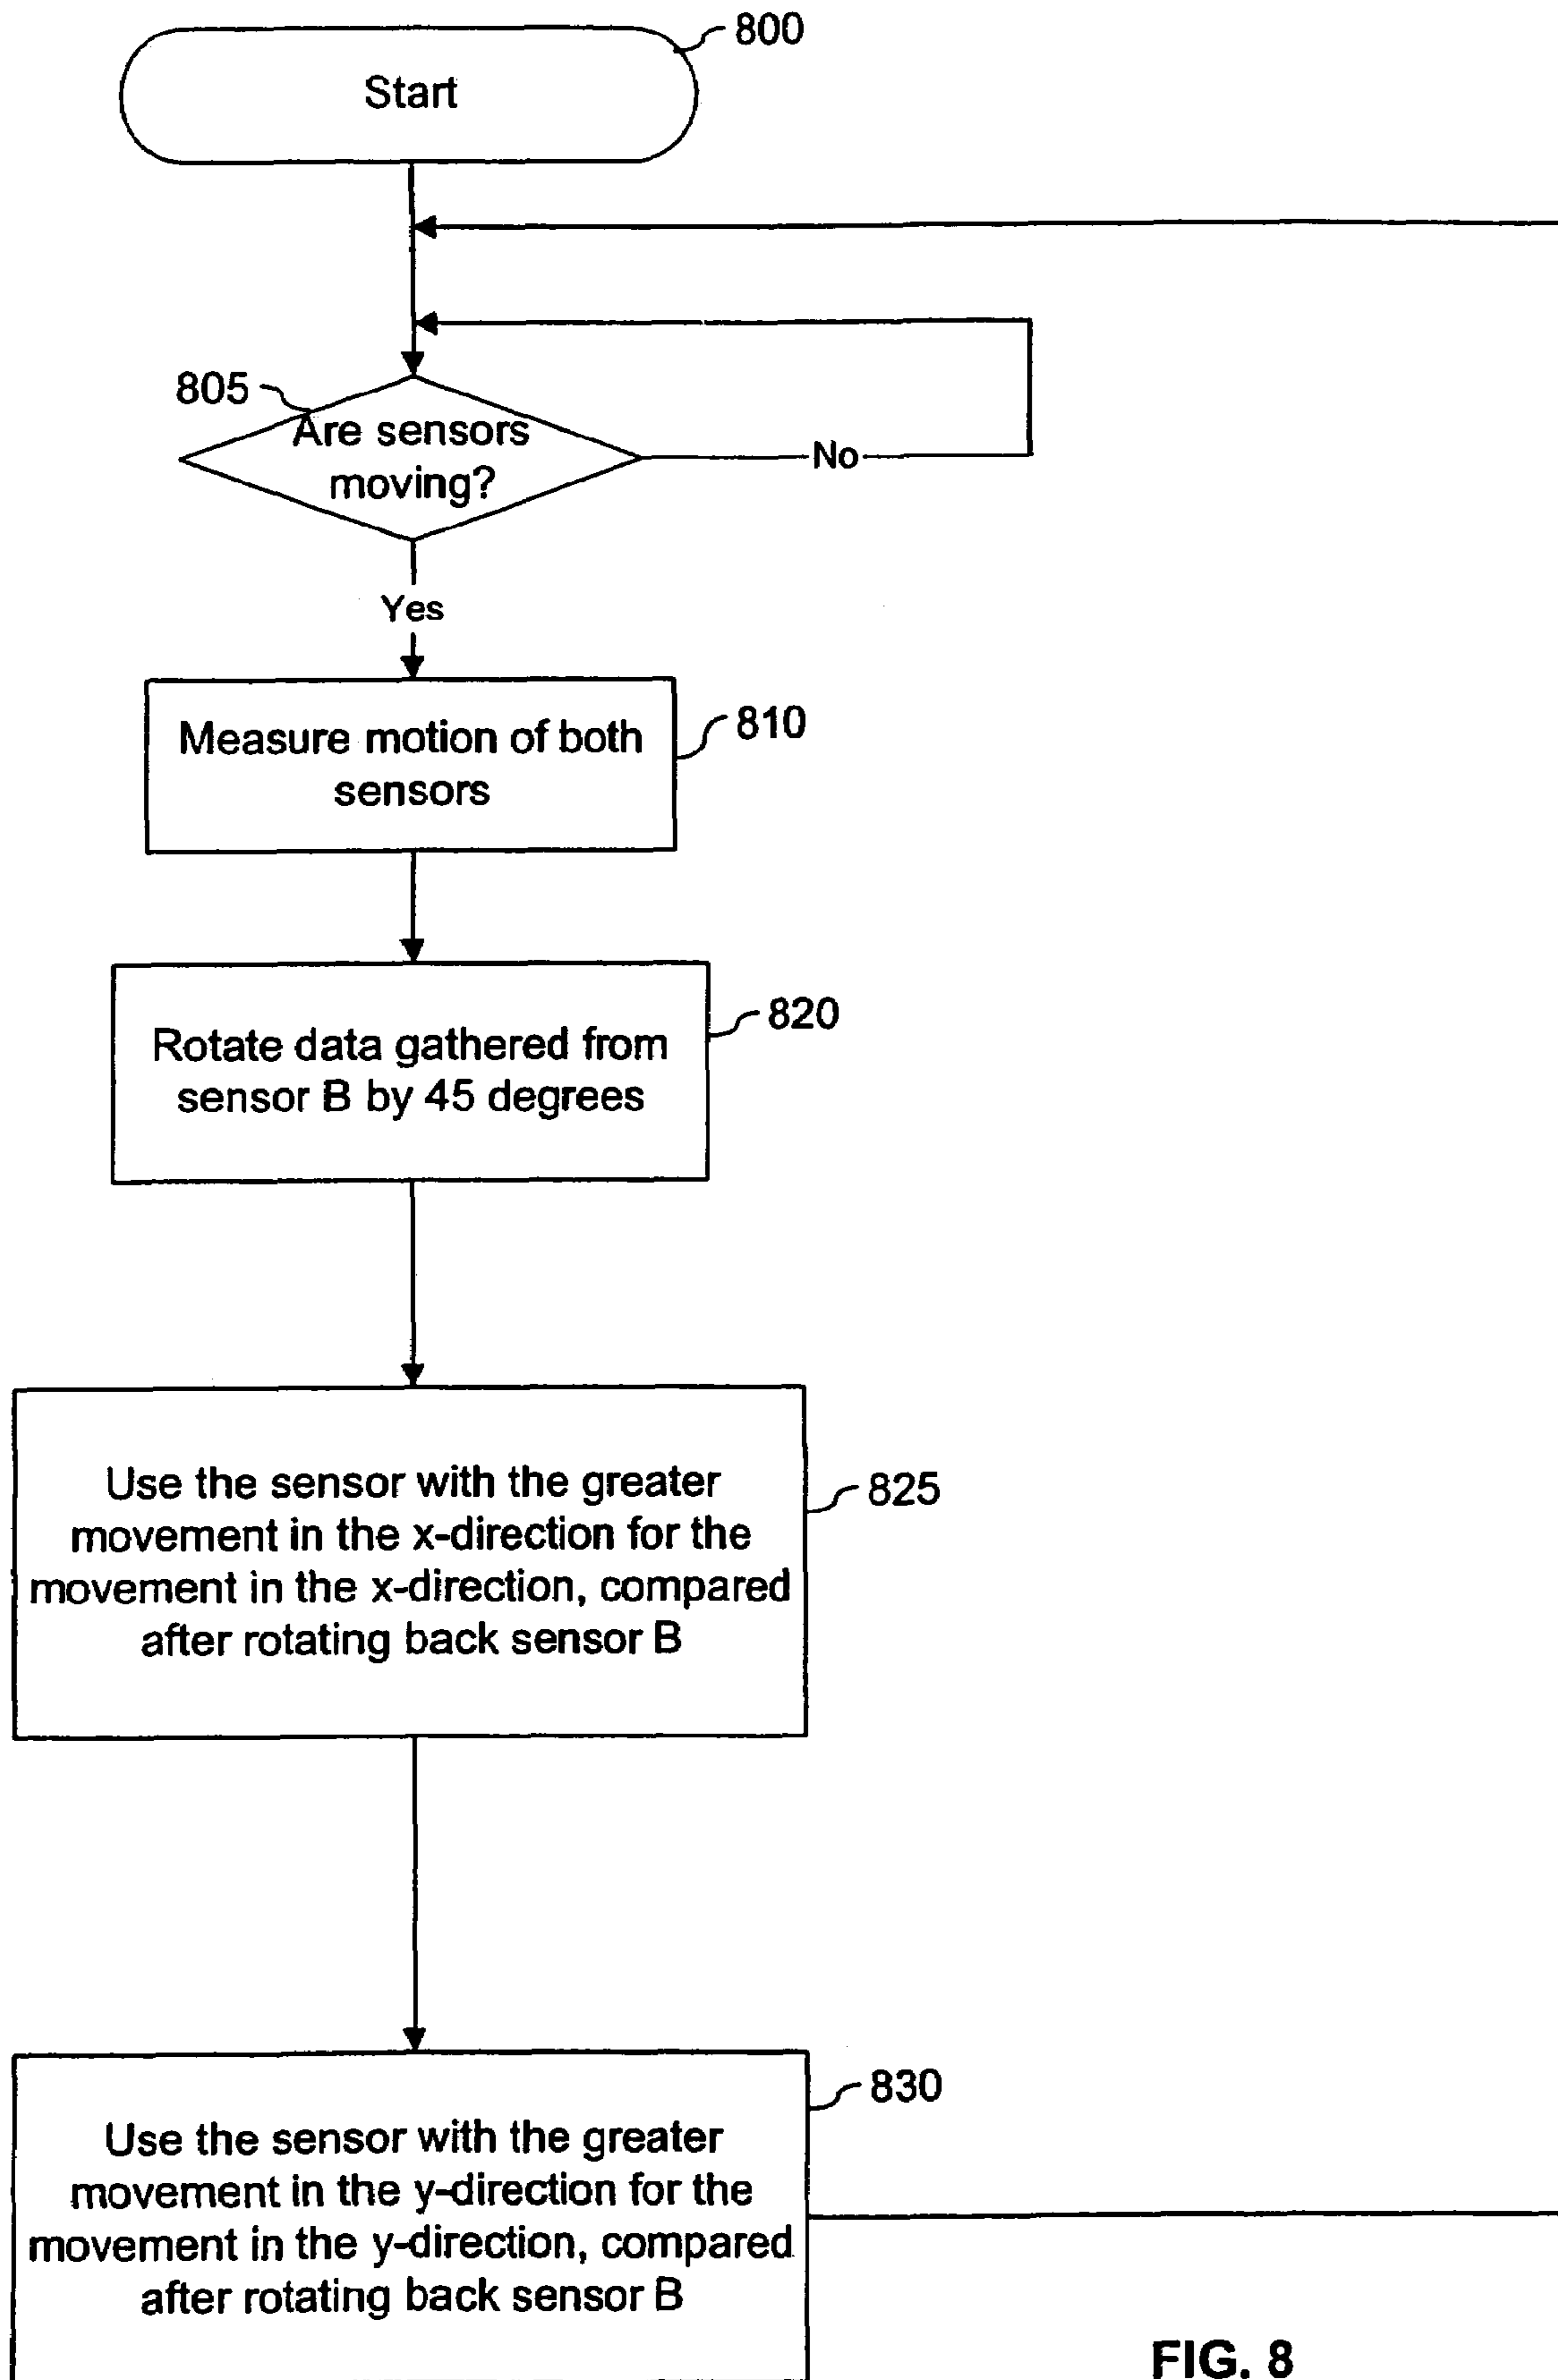 800
Start
805
Are sensors
moving?
No
Yes
Measure motion of both
sensors
810
Rotate data gathered from
sensor B by 45 degrees
820
Use the sensor with the greater
movement in the x-direction for the
movement in the x-direction, compared
after rotating back sensor B
825
Use the sensor with the greater
movement in the y-direction for the
movement in the y-direction, compared
after rotating back sensor B
830
FIG. 8